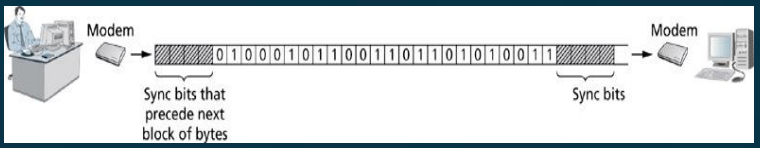 Modem
Modem
0 1 0 0 0 1 0 1 1 0 0 1 1 0 1 1 0 1 0 1 0 0 1 1
Sync bits that
precede next
block of bytes
Sync bits